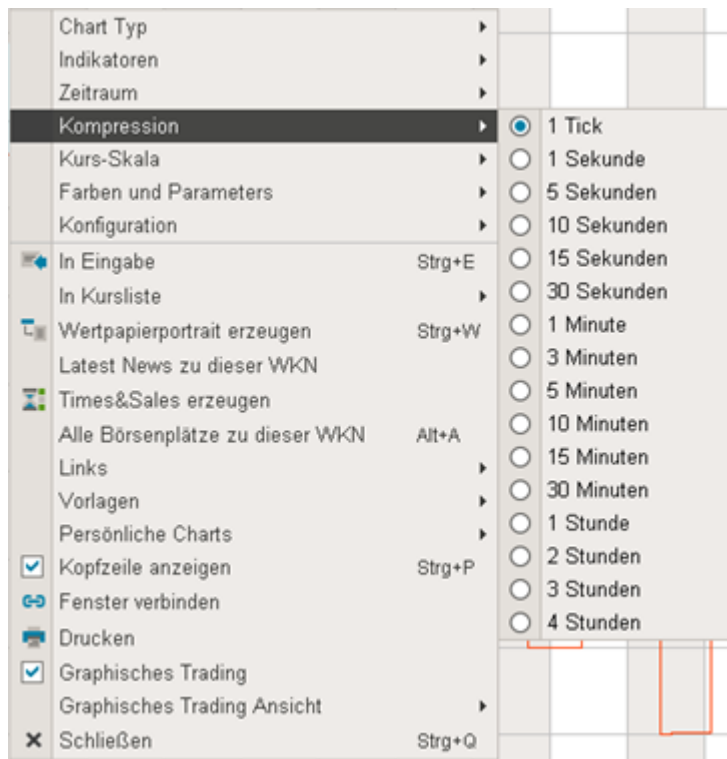 Chart Typ
Indikatoren
Zeitraum
Kompression
Kurs-Skala
Farben und Parameters
Konfiguration
In Eingabe Strg+E
In Kursliste
Wertpapierportrait erzeugen Strg+W
Latest News zu dieser WKN
Times&Sales erzeugen
Alle Börsenplätze zu dieser WKN Alt+A
Links
Vorlagen
Persönliche Charts
Kopfzeile anzeigen Strg+P
Fenster verbinden
Drucken
Graphisches Trading
Graphisches Trading Ansicht
Schließen Strg+Q
1 Tick
1 Sekunde
5 Sekunden
10 Sekunden
15 Sekunden
30 Sekunden
1 Minute
3 Minuten
5 Minuten
10 Minuten
15 Minuten
30 Minuten
1 Stunde
2 Stunden
3 Stunden
4 Stunden